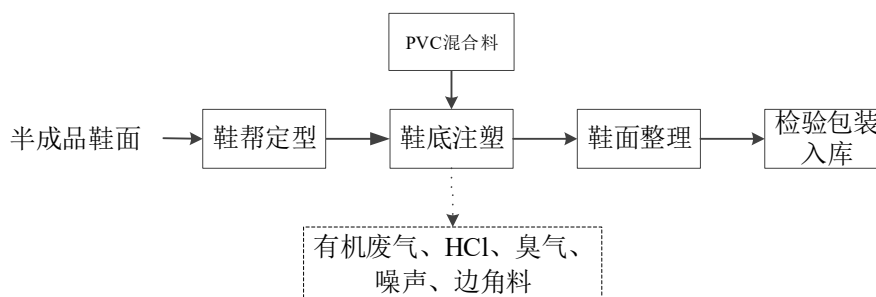 PVC混合料
半成品鞋面
鞋帮定型
鞋底注塑
鞋面整理
检验包装
入库
有机废气、HCl、臭气、
噪声、边角料